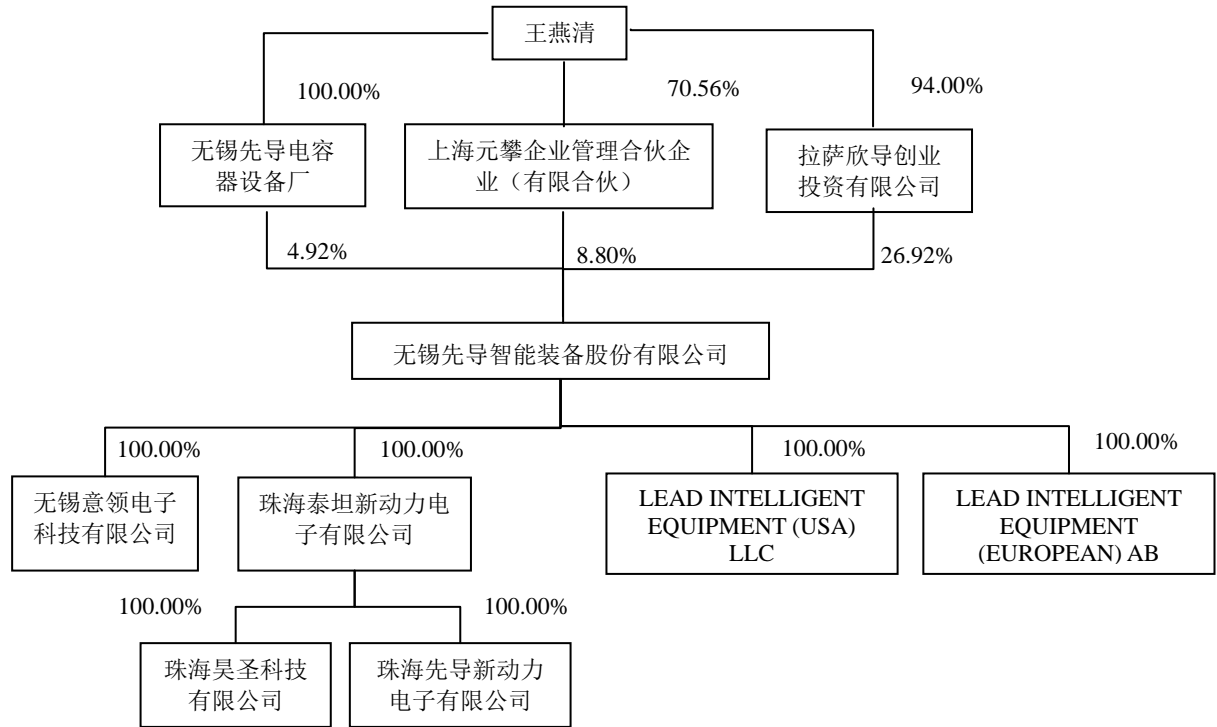 王燕清
100.00%
70.56%
94.00%
无锡先导电容
器设备厂
上海元攀企业管理合伙企
业（有限合伙）
拉萨欣导创业
投资有限公司
4.92%
8.80%
26.92%
无锡先导智能装备股份有限公司
100.00%
100.00%
100.00%
100.00%
无锡意领电子
科技有限公司
珠海泰坦新动力电
子有限公司
LEAD INTELLIGENT
EQUIPMENT (USA)
LLC
LEAD INTELLIGENT
EQUIPMENT
(EUROPEAN) AB
100.00%
100.00%
珠海昊圣科技
有限公司
珠海先导新动力
电子有限公司